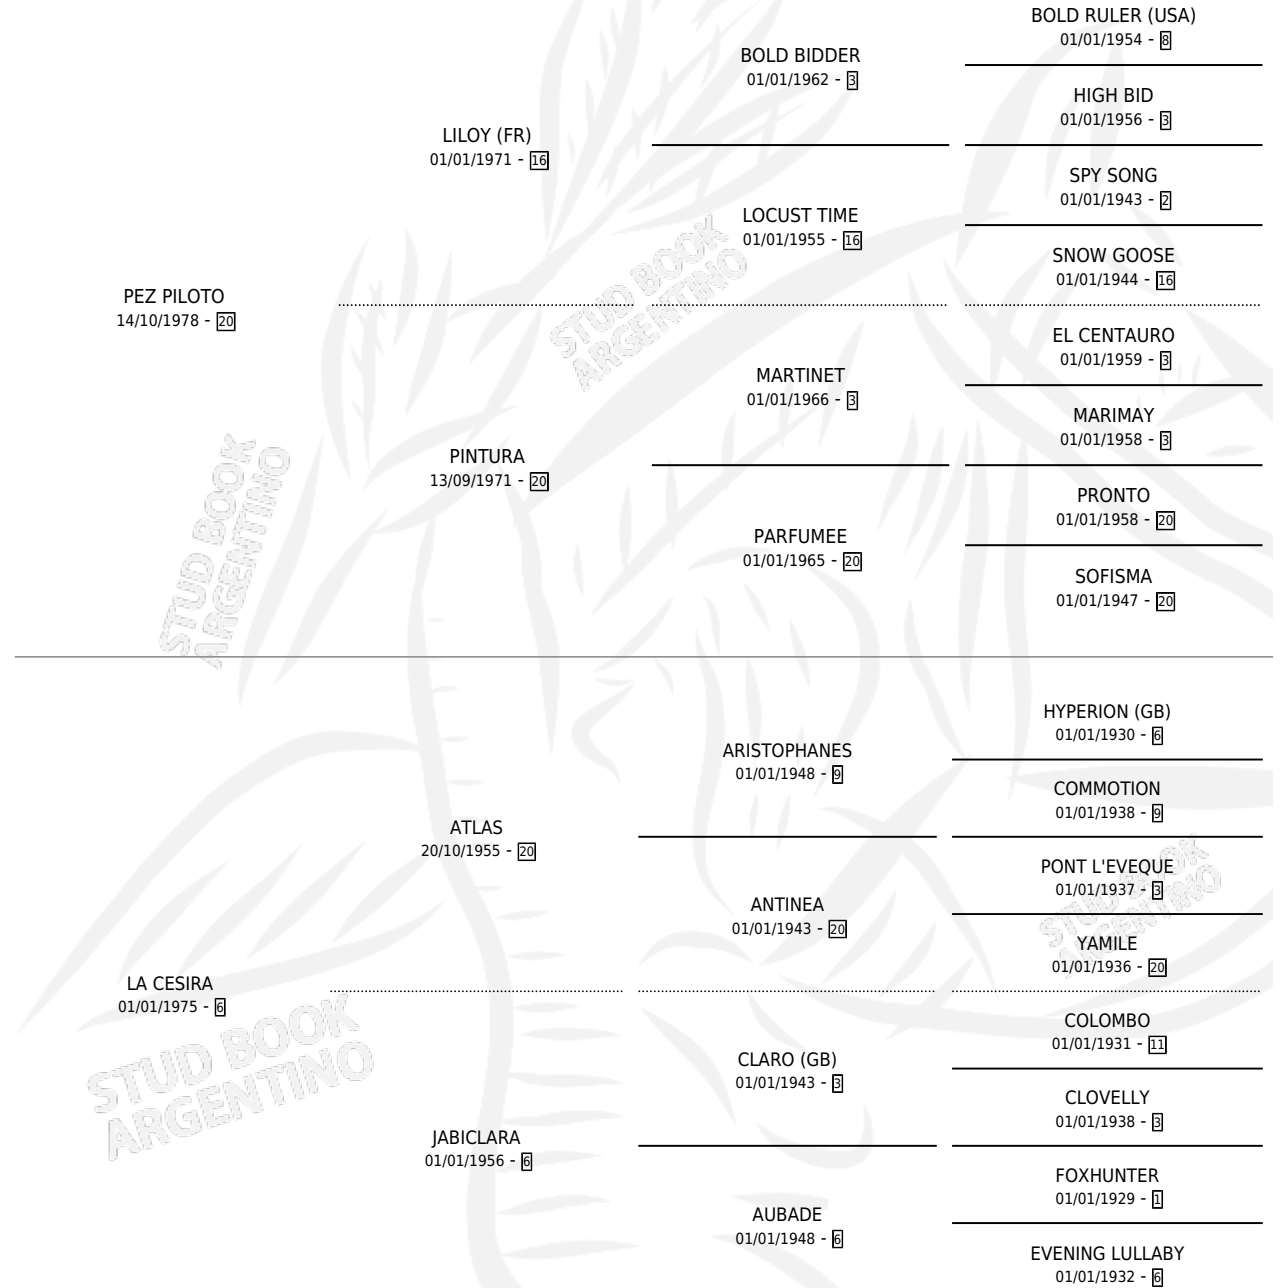 BOLD RULER (USA)
01/01/1954 - 8
BOLD BIDDER
01/01/1962 - 3
HIGH BID
01/01/1956 - 3
LILOY (FR)
01/01/1971 - 16
SPY SONG
01/01/1943 - 2
LOCUST TIME
01/01/1955 - 16
SNOW GOOSE
01/01/1944 - 16
PEZ PILOTO
14/10/1978 - 20
EL CENTAURO
01/01/1959 - 3
MARTINET
01/01/1966 - 3
MARIMAY
01/01/1958 - 3
PINTURA
13/09/1971 - 20
PRONTO
01/01/1958 - 20
PARFUMEE
01/01/1965 - 20
SOFISMA
01/01/1947 - 20
STUD BOOK
ARGENTINO
STUD BOOK
ARGENTINO
HYPERION (GB)
01/01/1930 - 6
ARISTOPHANES
01/01/1948 - 9
COMMOTION
01/01/1938 - 9
ATLAS
20/10/1955 - 20
PONT L'EVEQUE
01/01/1937 - 3
ANTINEA
01/01/1943 - 20
YAMILE
01/01/1936 - 20
LA CESIRA
01/01/1975 - 6
COLOMBO
01/01/1931 - 11
CLARO (GB)
01/01/1943 - 3
CLOVELLY
01/01/1938 - 3
JABICLARA
01/01/1956 - 6
FOXHUNTER
01/01/1929 - 1
AUBADE
01/01/1948 - 6
EVENING LULLABY
01/01/1932 - 6
STUD BOOK
ARGENTINO
STUD BOOK
ARGENTINO